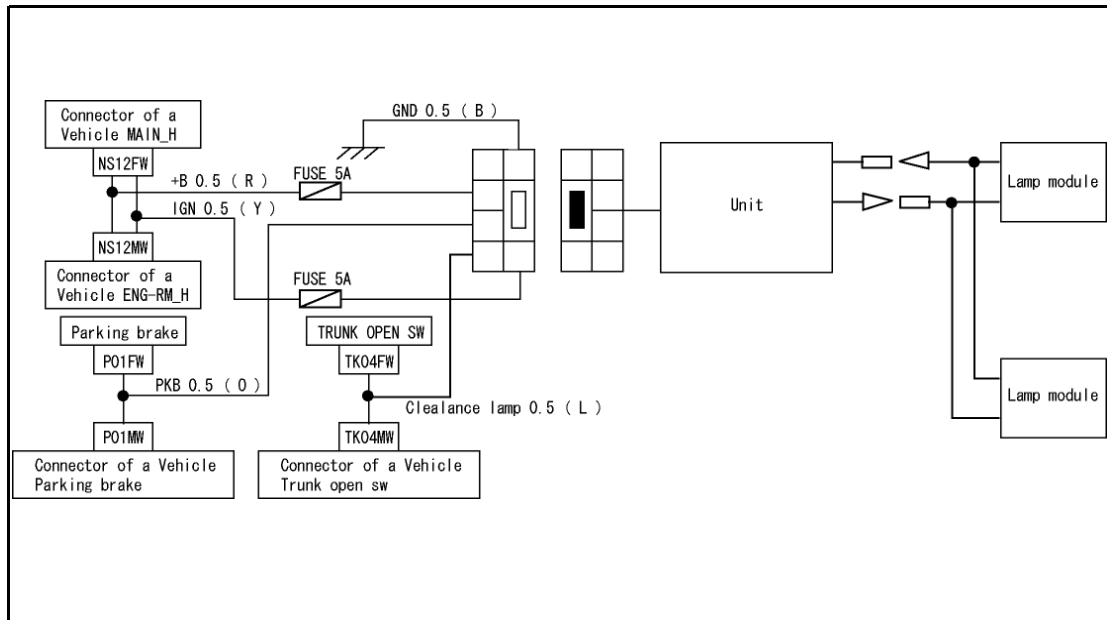 Connector of a
Vehicle MAIN_H
NS12FW
+B 0.5 ( R )
IGN 0.5 ( Y )
NS12MW
Connector of a
Vehicle ENG-RM_H
Parking brake
P01FW
PKB 0.5 ( O )
P01MW
Connector of a Vehicle
Parking brake
GND 0.5 ( B )
FUSE 5A
FUSE 5A
TRUNK OPEN SW
TK04FW
Clealance lamp 0.5 ( L )
TK04MW
Connector of a Vehicle
Trunk open sw
Unit
Lamp module
Lamp module